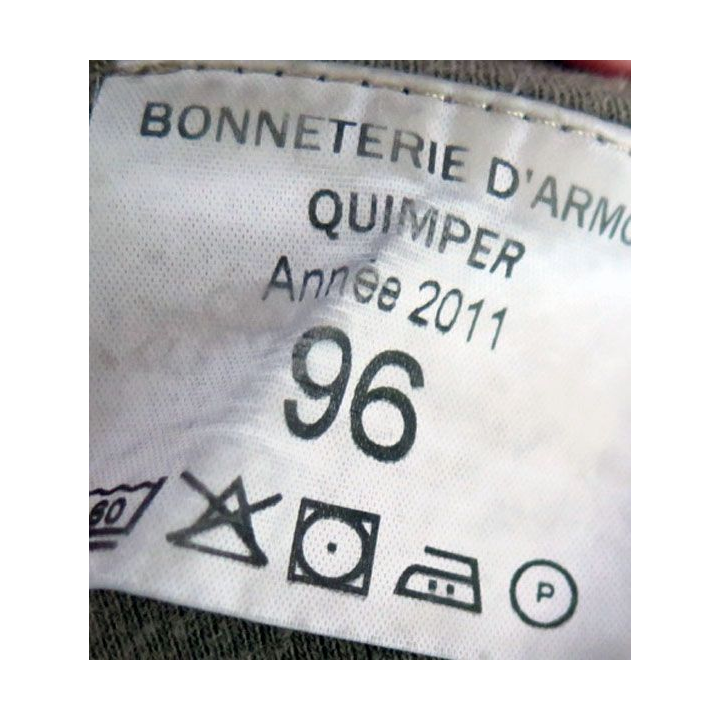 BONNETERIE D'ARMO
QUIMPER
Année 2011
96
60
P